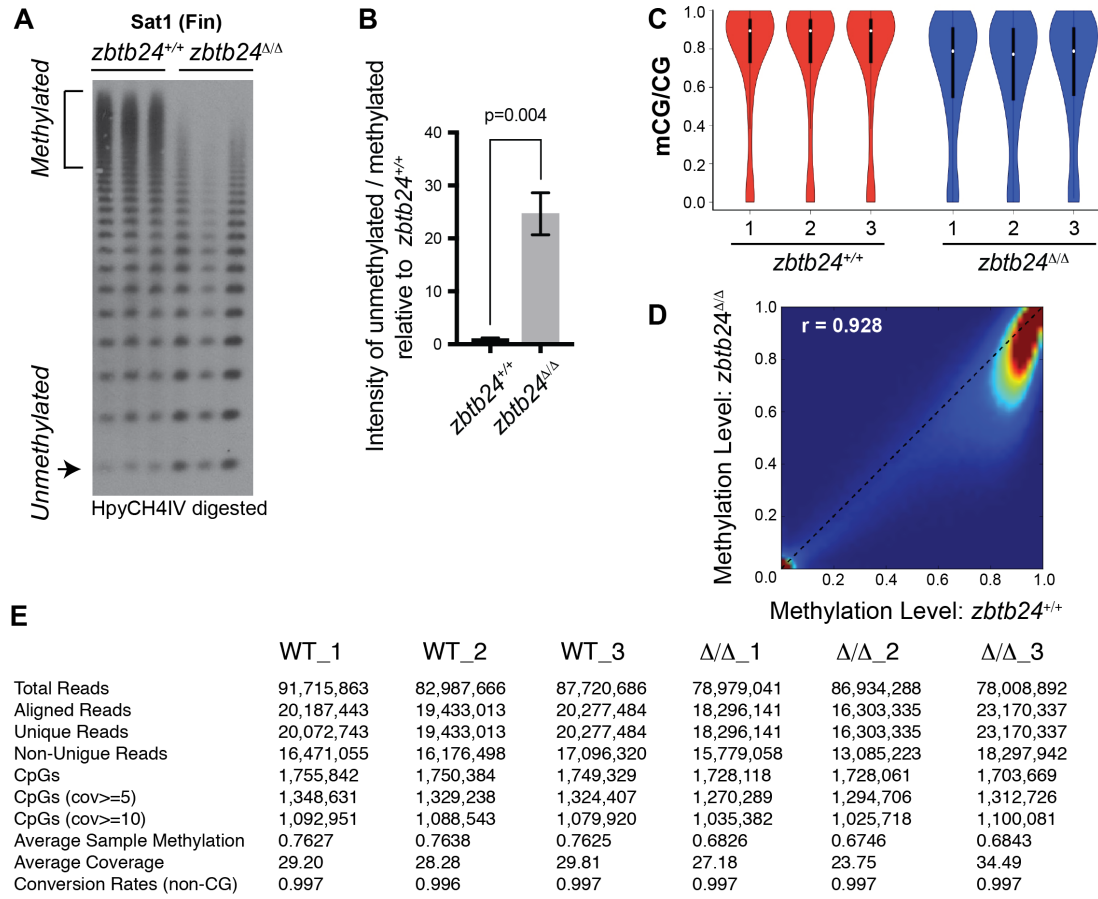 A
Sat1 (Fin)
zbtb24+/+ zbtb24Δ/Δ
Methylated
Unmethylated
HpyCH4IV digested
B
Intensity of unmethylated / methylated
relative to zbtb24+/+
p=0.004
40
30
20
10
0
zbtb24+/+
zbtb24Δ/Δ
C
mCG/CG
1.0
0.8
0.6
0.4
0.2
0.0
1 2 3 1 2 3
zbtb24+/+ zbtb24Δ/Δ
D
Methylation Level: zbtb24Δ/Δ
r = 0.928
1.0
0.8
0.6
0.4
0.2
0.0
0.2 0.4 0.6 0.8 1.0
Methylation Level: zbtb24+/+
E
WT_1 WT_2 WT_3 Δ/Δ_1 Δ/Δ_2 Δ/Δ_3
Total Reads 91,715,863 82,987,666 87,720,686 78,979,041 86,934,288 78,008,892
Aligned Reads 20,187,443 19,433,013 20,277,484 18,296,141 16,303,335 23,170,337
Unique Reads 20,072,743 19,433,013 20,277,484 18,296,141 16,303,335 23,170,337
Non-Unigue Reads 16,471,055 16,176,498 17,096,320 15,779,058 13,085,223 18,297,942
CpGs 1,755,842 1,750,384 1,749,329 1,728,118 1,728,061 1,703,669
CpGs (cov>=5) 1,348,631 1,329,238 1,324,407 1,270,289 1,294,706 1,312,726
CpGs (cov>=10) 1,092,951 1,088,543 1,079,920 1,035,382 1,025,718 1,100,081
Average Sample Methylation 0.7627 0.7638 0.7625 0.6826 0.6746 0.6843
Average Coverage 29.20 28.28 29.81 27.18 23.75 34.49
Conversion Rates (non-CG) 0.997 0.996 0.997 0.997 0.997 0.997